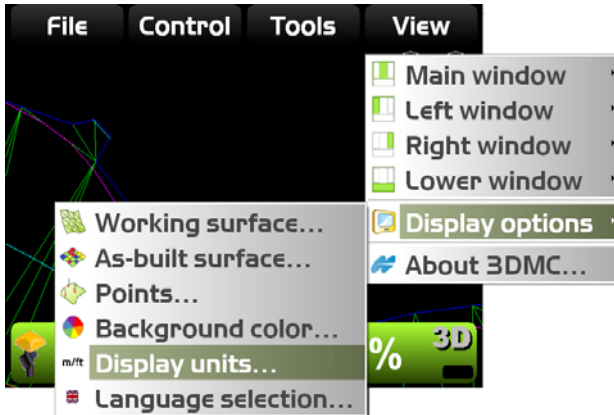 File Control Tools View
Main window
Left window
Right window
Lower window
Display options
About 3DMC...
Working surface...
As-built surface...
Points...
Background color...
m/ft Display units...
Language selection...
% 3D